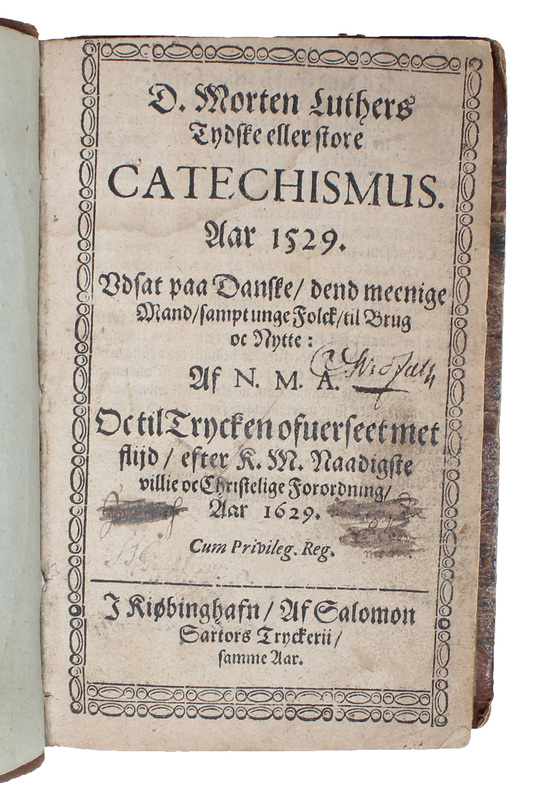 D. Morten Luthers
Tydske eller store
CATECHISMUS.
Aar 1529.
Vdsat paa Danske/ dend meenige
Mand/sampt unge Folck/til Brug
oc Nytte:
Af N. M. A.
Oc til Trycken ofuerseet met
flijd/ efter K. M. Naadigste
villie oc Christelige Forordning/
Aar 1629.
Cum Privileg. Reg.
J Kiøbinghafn/ Af Salomon
Sartors Tryckerii/
samme Aar.